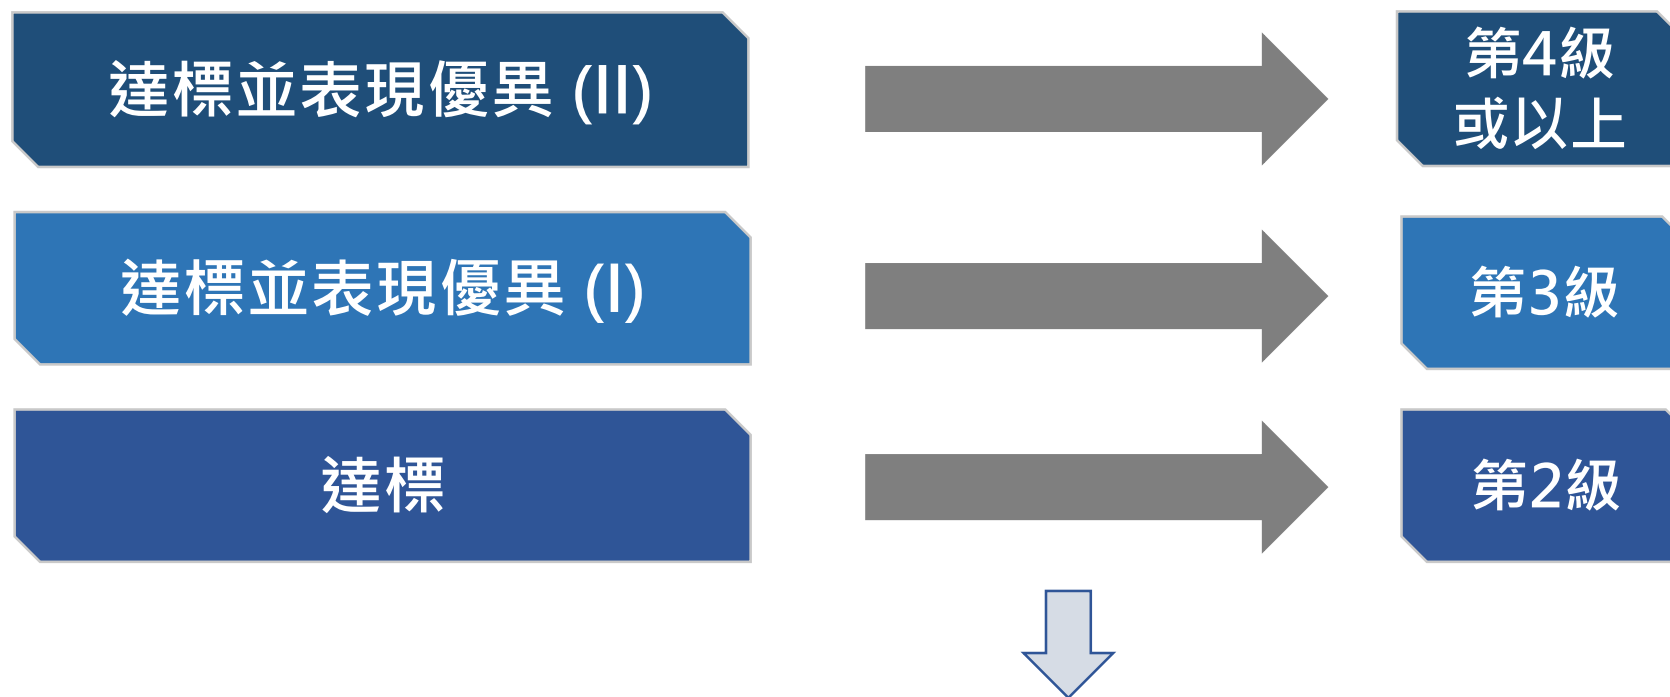 達標並表現優異 (II)
第4級
或以上
達標並表現優異 (I)
第3級
達標
第2級